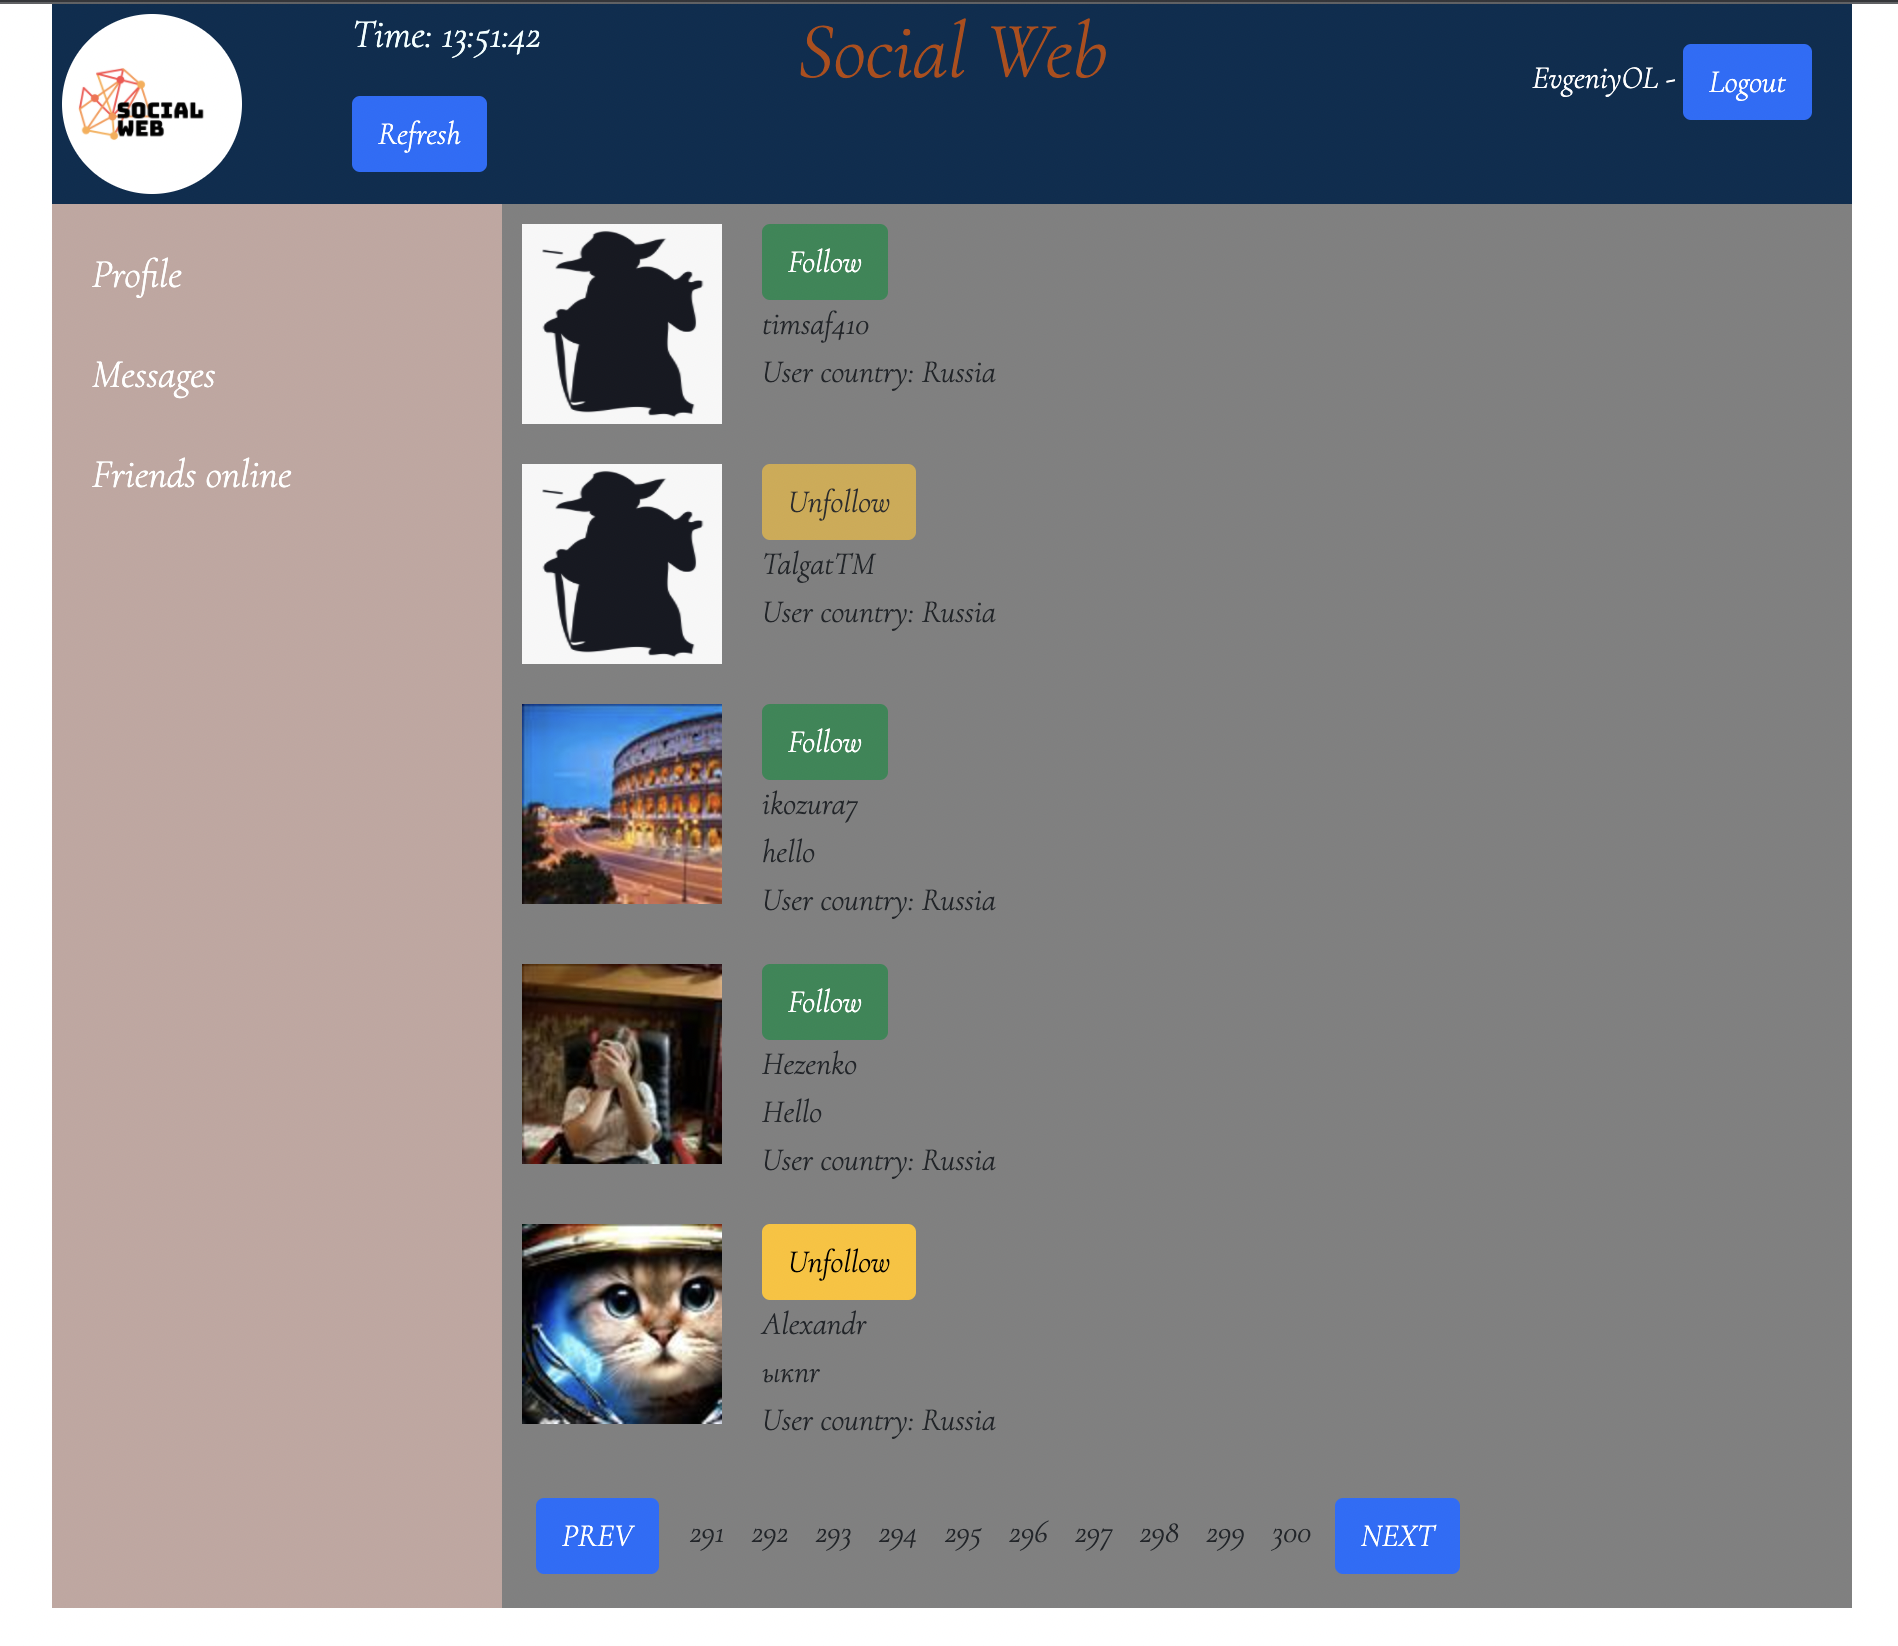 SOCIAL
WEB
Time: 13:51:42
Refresh
Social Web
EvgeniyOL - Logout
Profile
Messages
Friends online
Follow
timsaf410
User country: Russia
Unfollow
TalgatTM
User country: Russia
Follow
ikozura7
hello
User country: Russia
Follow
Hezenko
Hello
User country: Russia
Unfollow
Alexandr
ыкпг
User country: Russia
PREV 291 292 293 294 295 296 297 298 299 300 NEXT